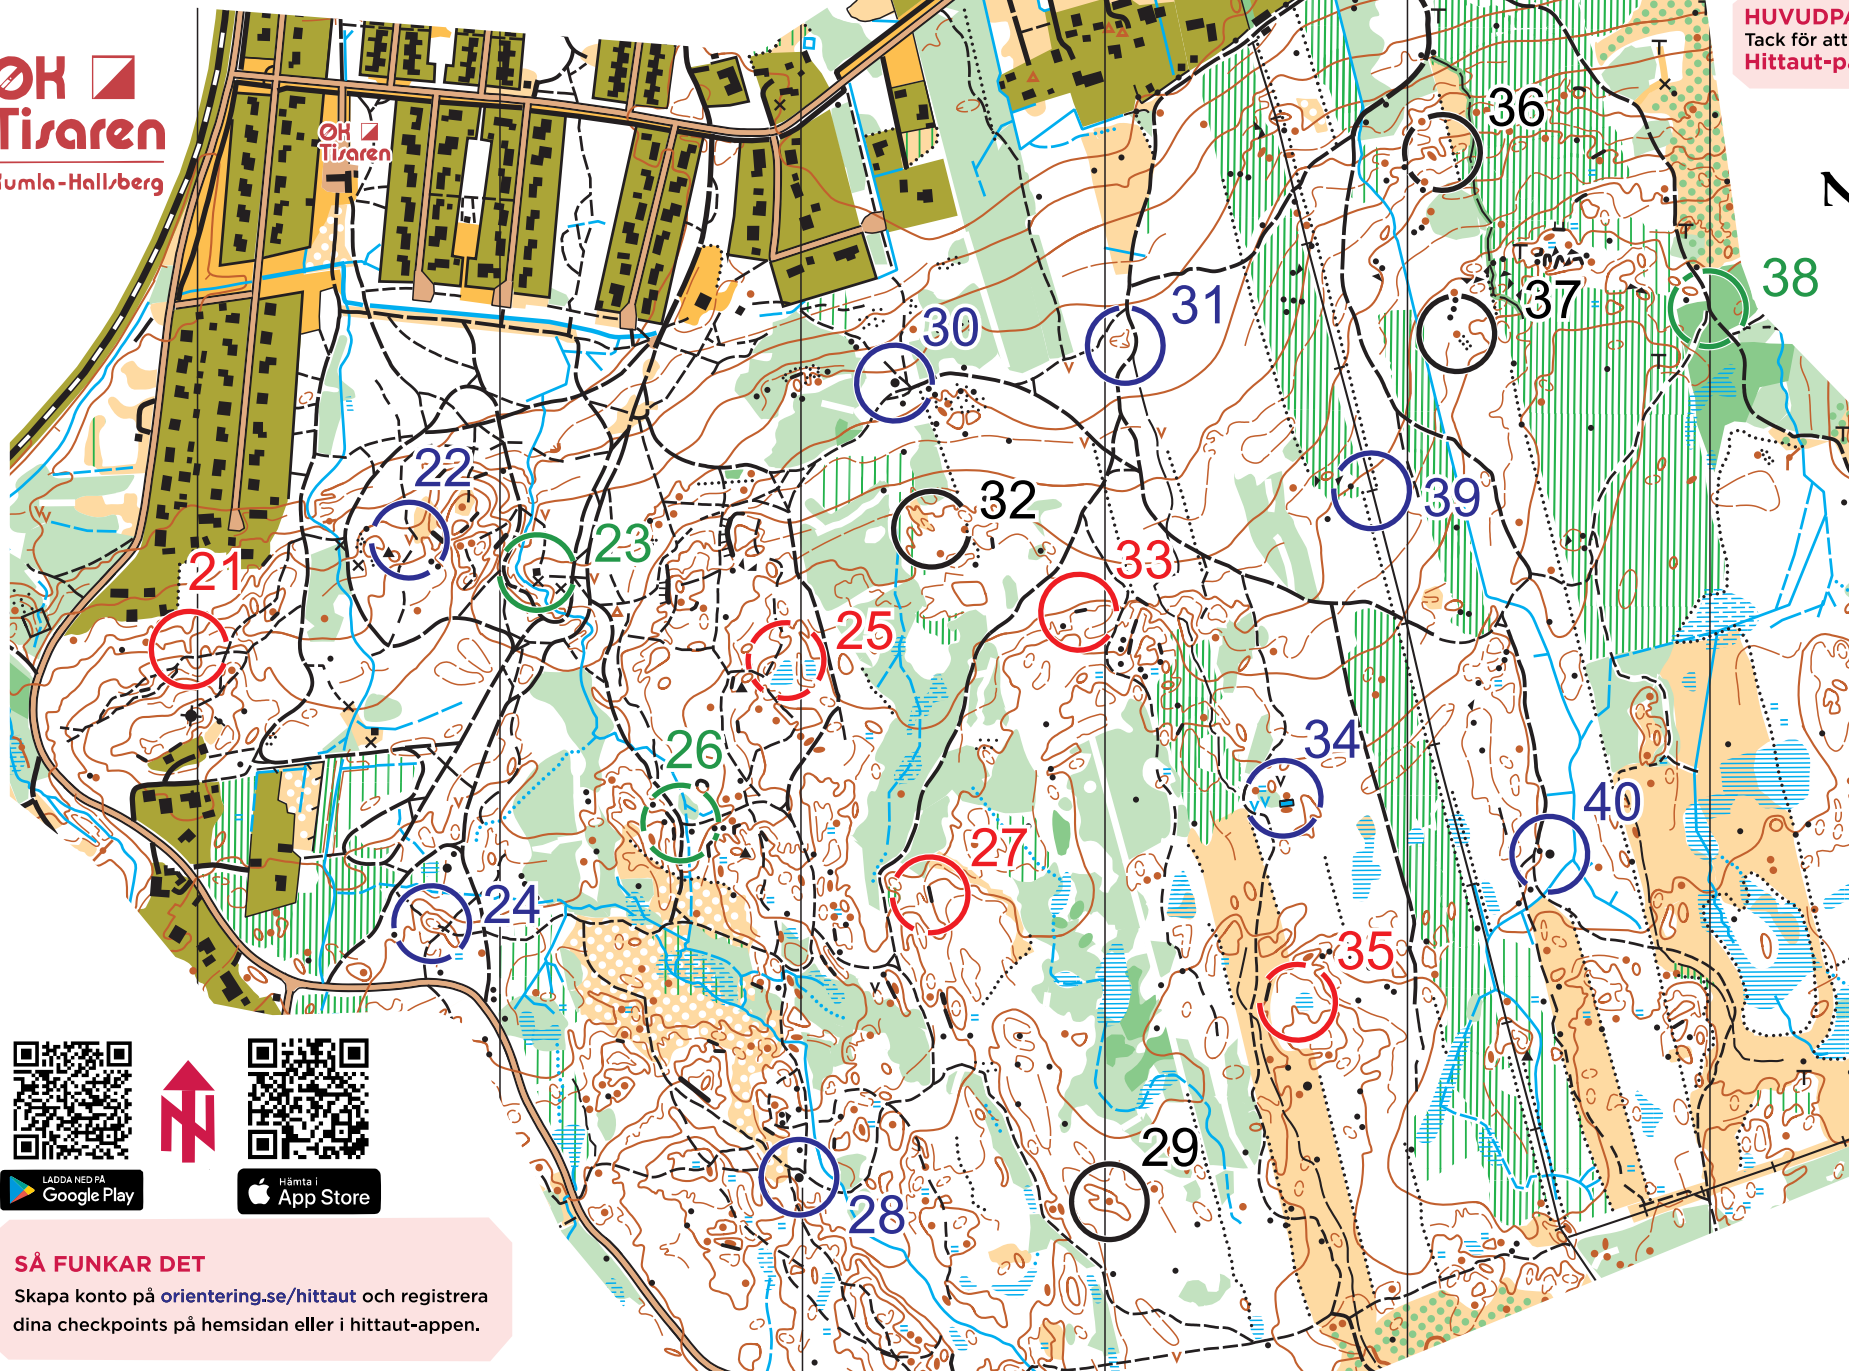 OK
Tisaren
Kumla-Hallsberg
OK
Tisaren
HUVUDPA
Tack för att
Hittaut-pa
N
36
37
38
31
30
22
32
39
23
33
21
25
34
26
40
27
24
35
29
28
LADDA NED PÅ
Google Play
Hämta i
App Store
SÅ FUNKAR DET
Skapa konto på orientering.se/hittaut och registrera
dina checkpoints på hemsidan eller i hittaut-appen.